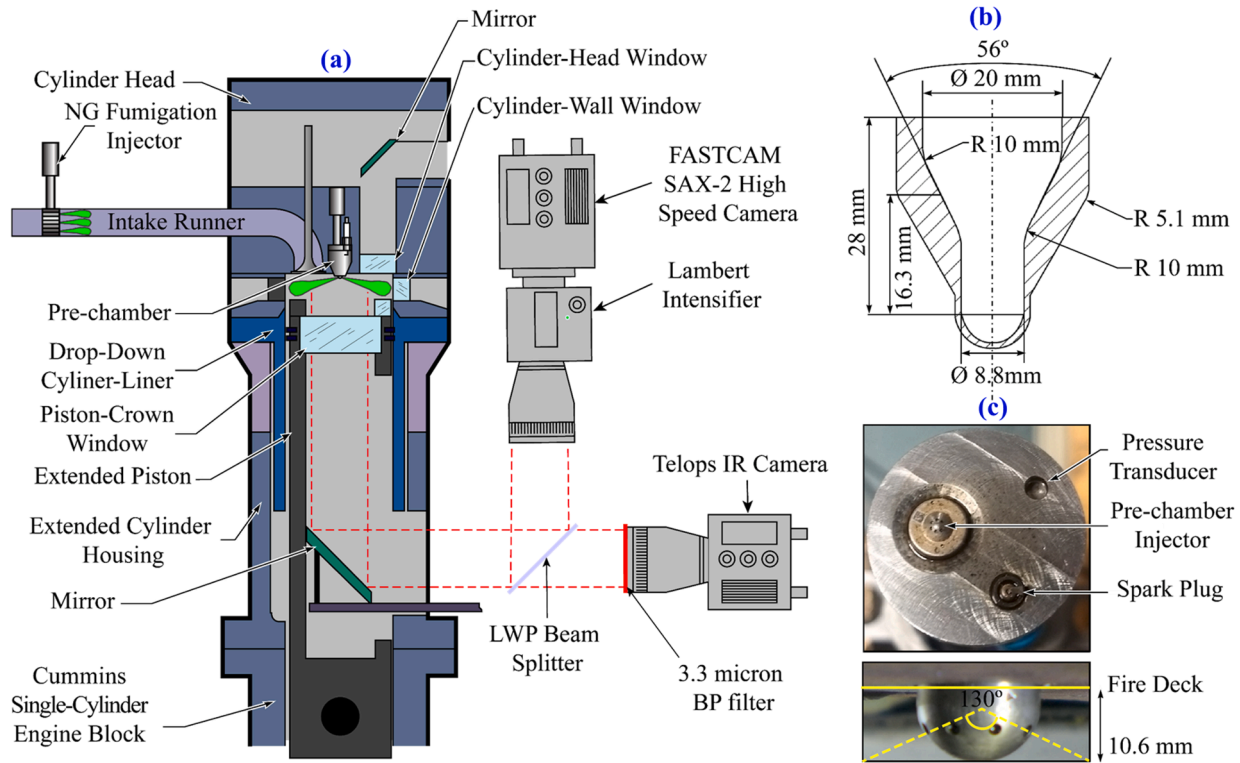 (a)
Mirror
Cylinder-Head Window
Cylinder-Wall Window
Cylinder Head
NG Fumigation
Injector
Intake Runner
FASTCAM
SAX-2 High
Speed Camera
Lambert
Intensifier
Pre-chamber
Drop-Down
Cyliner-Liner
Piston-Crown
Window
Extended Piston
Extended Cylinder
Housing
Mirror
Cummins
Single-Cylinder
Engine Block
Telops IR Camera
LWP Beam
Splitter
3.3 micron
BP filter
(b)
56º
Ø 20 mm
R 10 mm
R 5.1 mm
R 10 mm
28 mm
16.3 mm
Ø 8.8mm
(c)
Pressure
Transducer
Pre-chamber
Injector
Spark Plug
Fire Deck
130º
10.6 mm